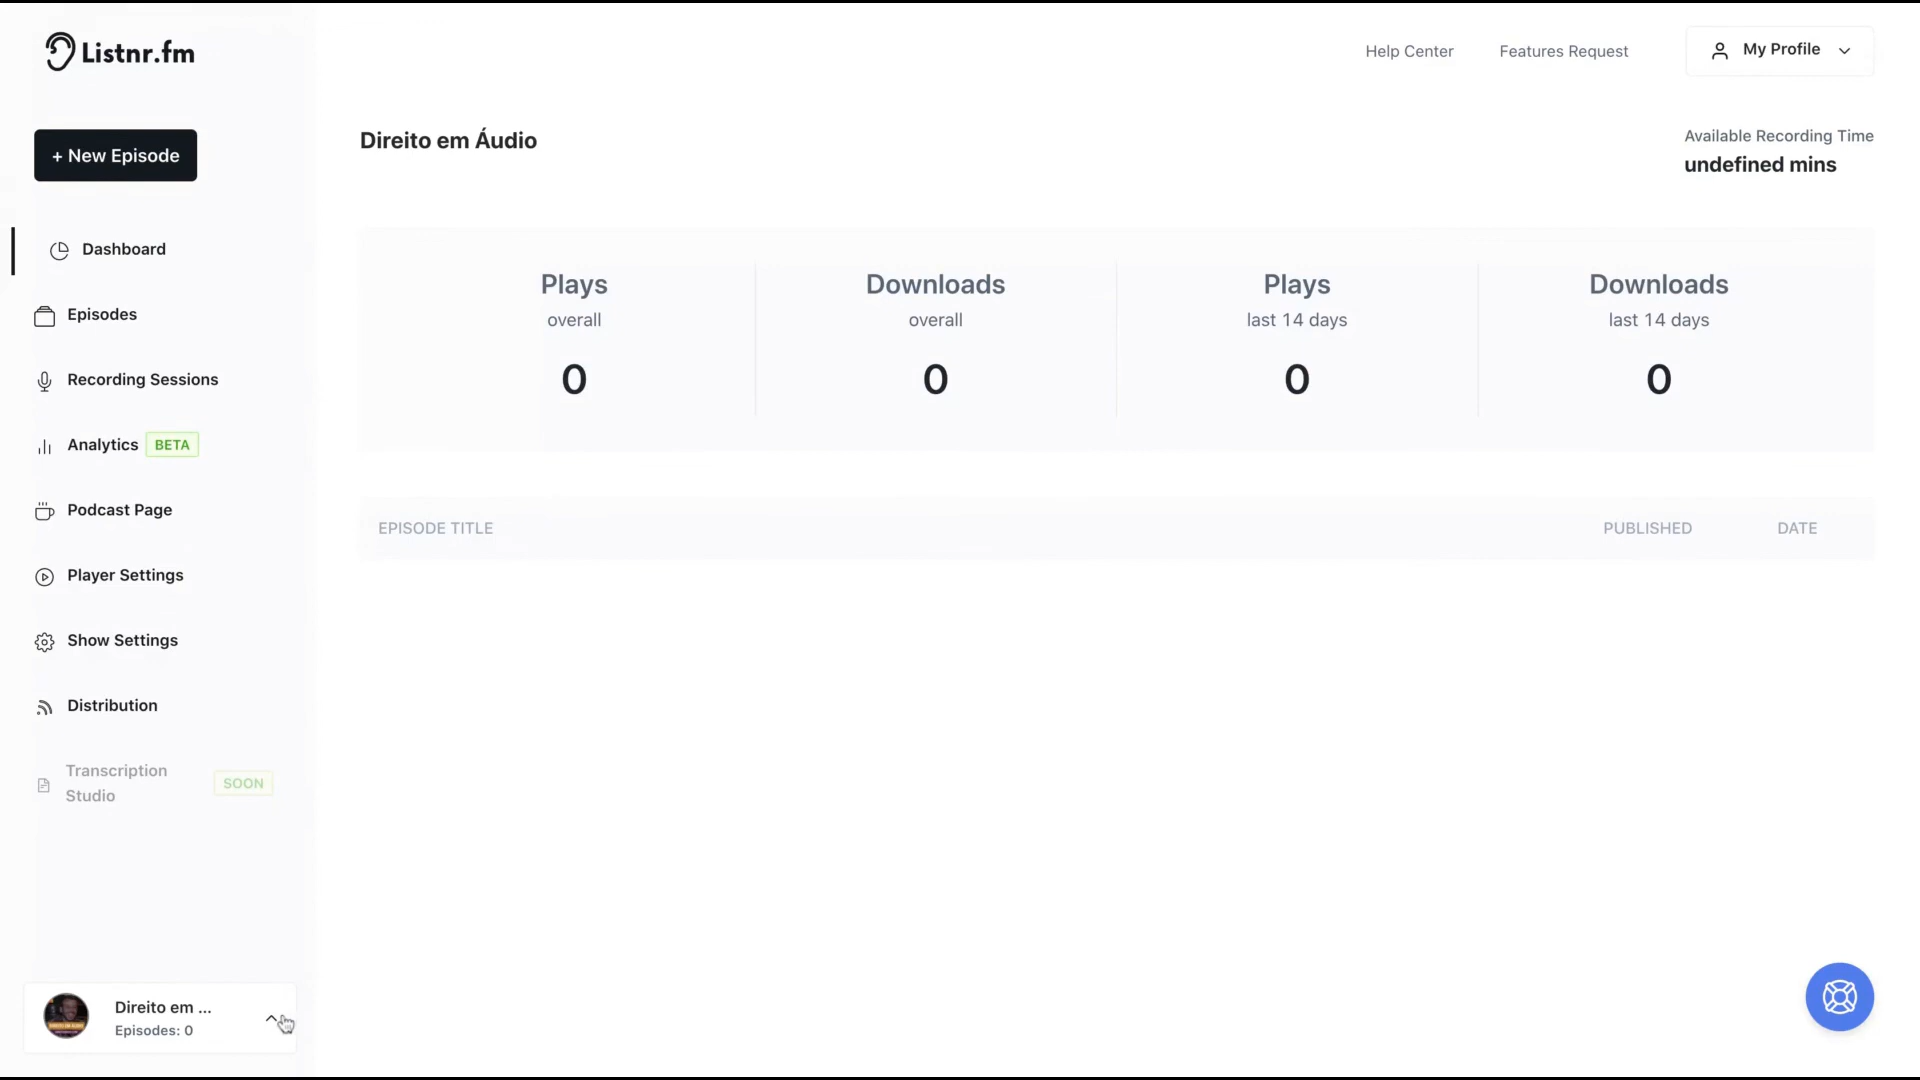 Listnr.fm
Help Center
Features Request
My Profile
+ New Episode
Direito em Áudio
Available Recording Time
undefined mins
Dashboard
Episodes
Recording Sessions
Analytics BETA
Podcast Page
Player Settings
Show Settings
Distribution
Transcription
Studio
SOON
Plays
overall
0
Downloads
overall
0
Plays
last 14 days
0
Downloads
last 14 days
0
EPISODE TITLE
PUBLISHED
DATE
Direito em ...
Episodes: 0